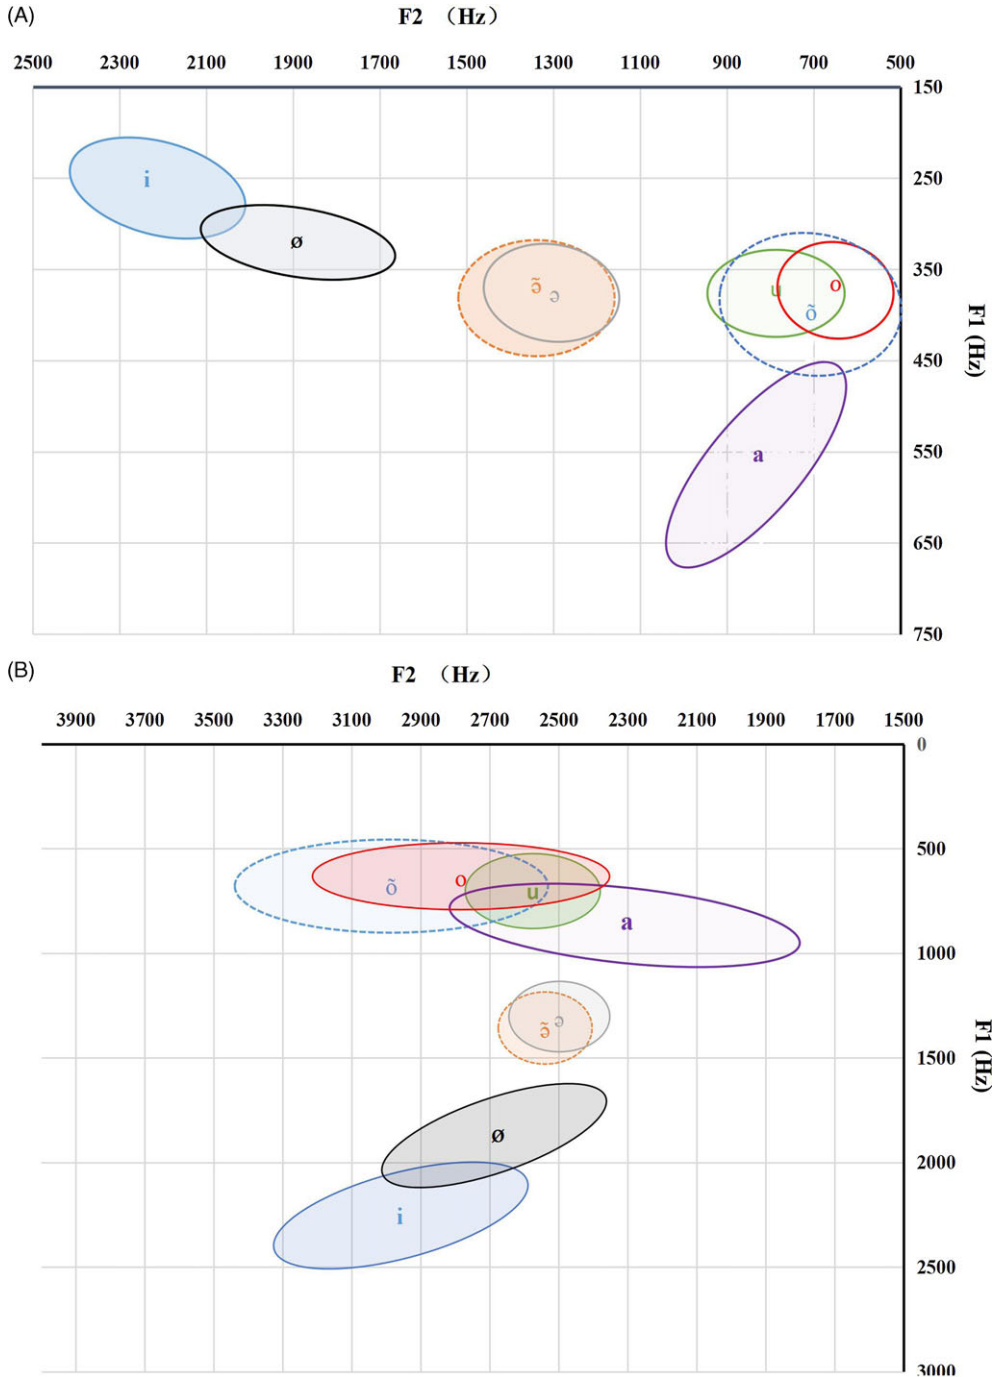 (A)
F2 （Hz）
2500 2300 2100 1900 1700 1500 1300 1100 900 700 500
150
i
250
ø
ə̃ ə
u o
350
õ
F1 (Hz)
450
a
550
650
750
(B)
F2 （Hz）
3900 3700 3500 3300 3100 2900 2700 2500 2300 2100 1900 1700 1500
0
500
õ o u
a
1000
ə̃ ə
F1 (Hz)
1500
ø
2000
i
2500
3000